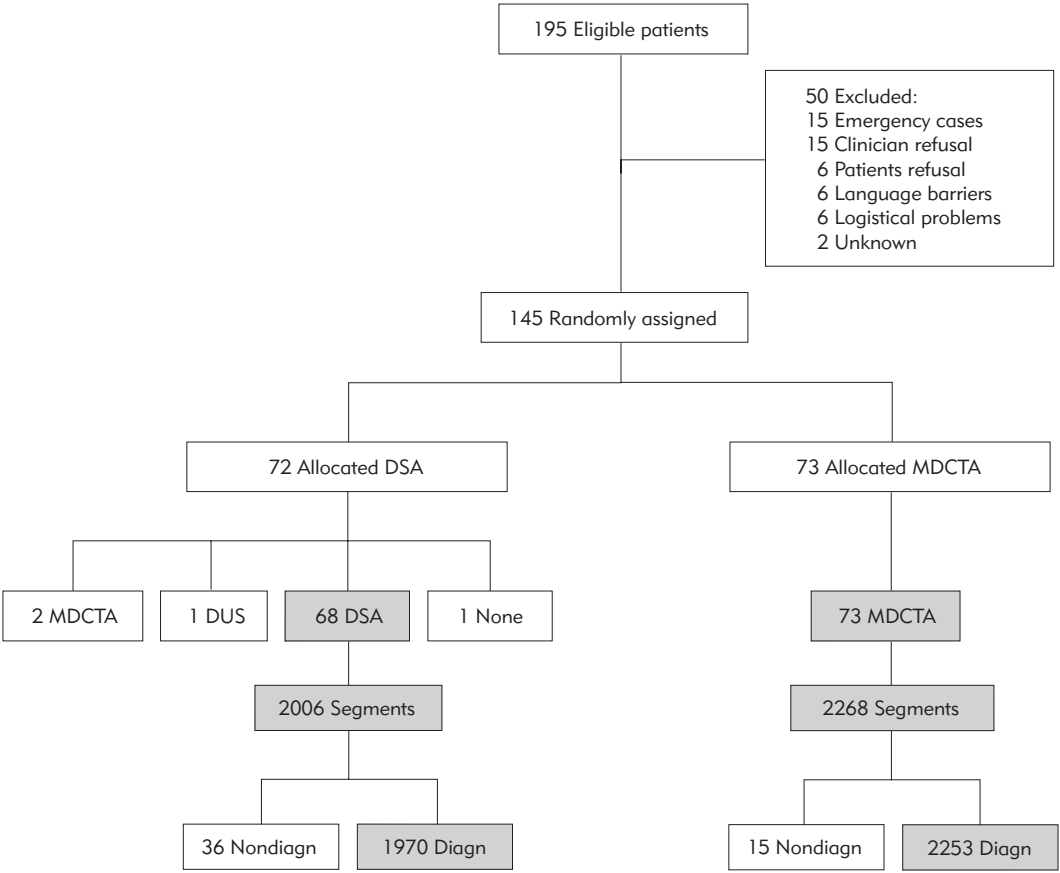 195 Eligible patients
50 Excluded:
15 Emergency cases
15 Clinician refusal
6 Patients refusal
6 Language barriers
6 Logistical problems
2 Unknown
145 Randomly assigned
72 Allocated DSA
73 Allocated MDCTA
2 MDCTA
1 DUS
68 DSA
1 None
73 MDCTA
2006 Segments
2268 Segments
36 Nondiagn
1970 Diagn
15 Nondiagn
2253 Diagn